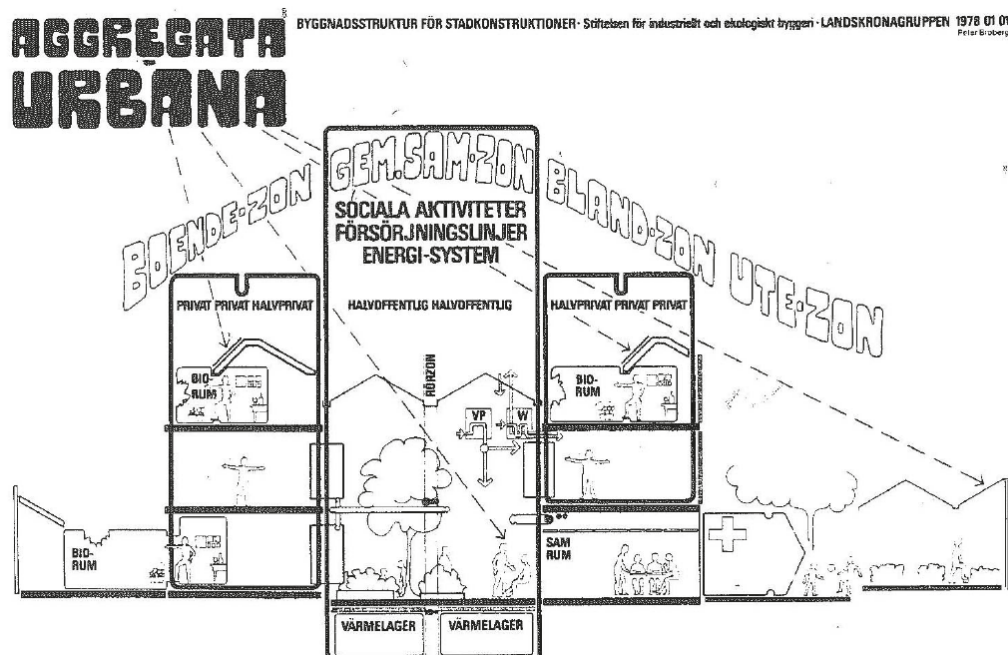 AGGREGATA
URBANA
BYGGNADSSTRUKTUR FÖR STADKONSTRUKTIONER · Stiftelsen för industriellt och ekologiskt byggeri · LANDSKRONAGRUPPEN 1978 01 01
Peter Broberg
BOENDE·ZON
GEM.SAM·ZON
BLAND·ZON
UTE·ZON
SOCIALA AKTIVITETER
FÖRSÖRJNINGSLINJER
ENERGI-SYSTEM
PRIVAT PRIVAT HALVPRIVAT
HALVOFFENTLIG HALVOFFENTLIG
HALVPRIVAT PRIVAT PRIVAT
BIO-
RUM
RÖRZON
VP
W
BIO-
RUM
BIO-
RUM
SAM
RUM
VÄRMELAGER
VÄRMELAGER